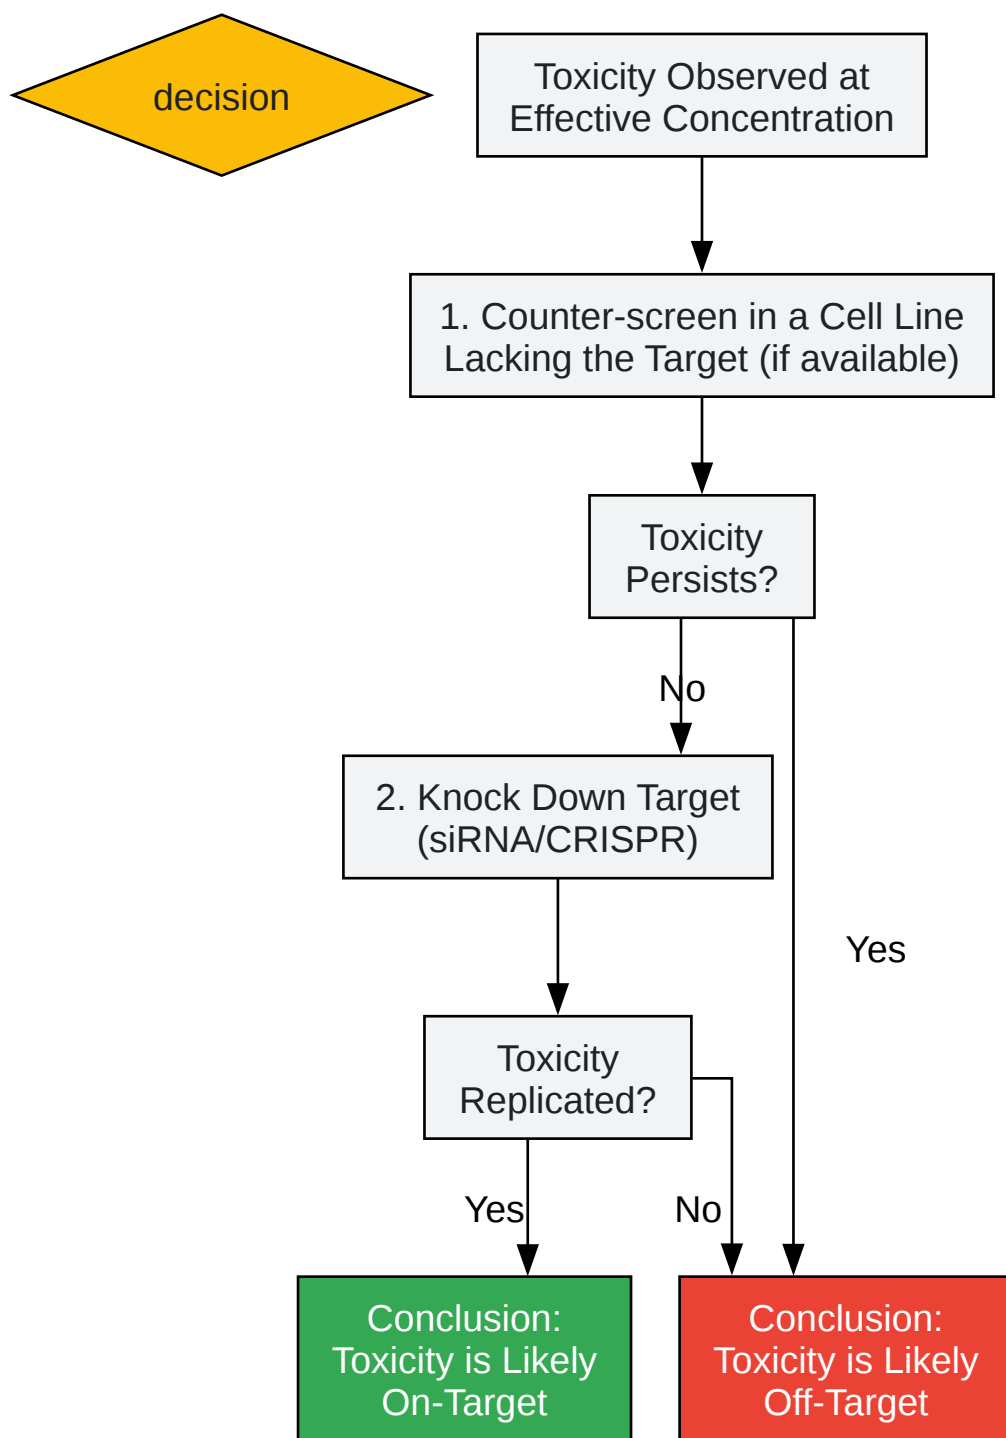 decision
Toxicity Observed at
Effective Concentration
1. Counter-screen in a Cell Line
Lacking the Target (if available)
Toxicity
Persists?
No
2. Knock Down Target
(siRNA/CRISPR)
Yes
Toxicity
Replicated?
Yes
No
Conclusion:
Toxicity is Likely
On-Target
Conclusion:
Toxicity is Likely
Off-Target